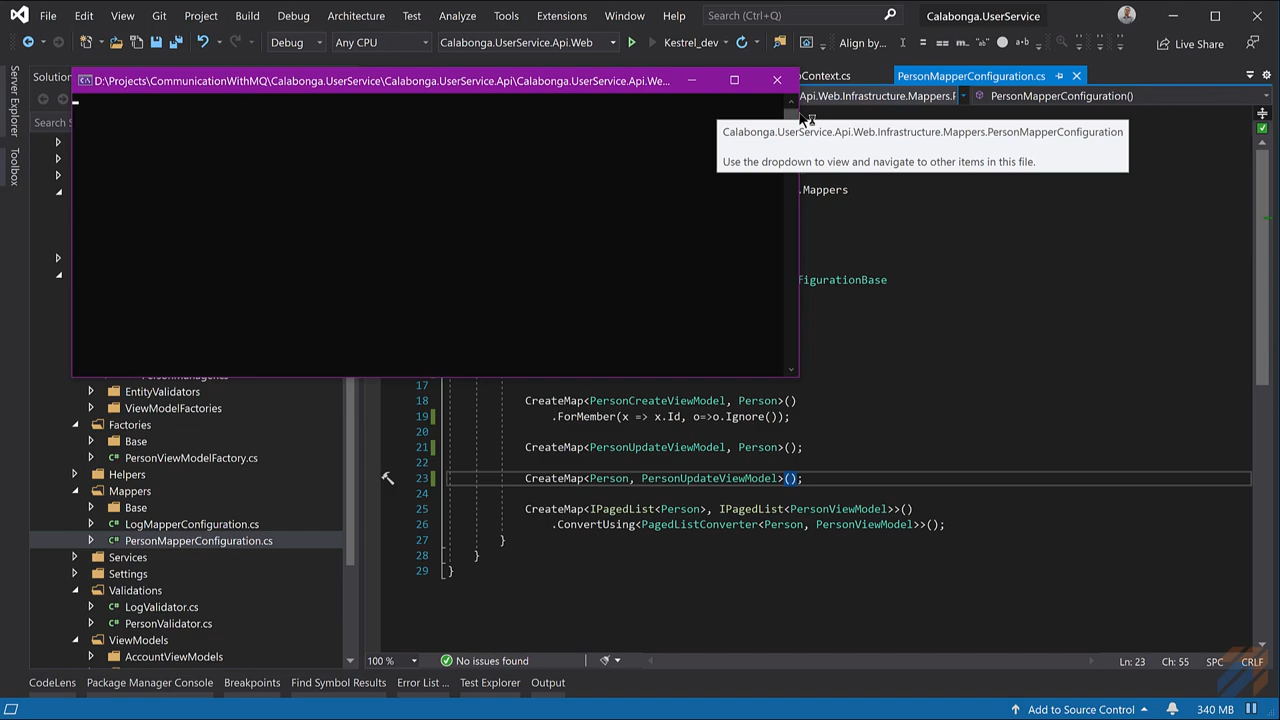 File Edit View Git Project Build Debug Architecture Test Analyze Tools Extensions Window Help Search (Ctrl+Q) Calabonga.UserService
Debug Any CPU Calabonga.UserService.Api.Web Kestrel_dev Align by... Live Share
Server Explorer
Toolbox
Solutio
D:\Projects\CommunicationWithMQ\Calabonga.UserService\Calabonga.UserService.Api\Calabonga.UserService.Api.We...
bContext.cs PersonMapperConfiguration.cs
Api.Web.Infrastructure.Mappers.P PersonMapperConfiguration()
Search S
Calabonga.UserService.Api.Web.Infrastructure.Mappers.PersonMapperConfiguration
Use the dropdown to view and navigate to other items in this file.
.Mappers
figurationBase
EntityValidators
ViewModelFactories
Factories
Base
PersonViewModelFactory.cs
Helpers
Mappers
Base
LogMapperConfiguration.cs
PersonMapperConfiguration.cs
Services
Settings
Validations
LogValidator.cs
PersonValidator.cs
ViewModels
AccountViewModels
17
18 CreateMap<PersonCreateViewModel, Person>()
19 .ForMember(x => x.Id, o=>o.Ignore());
20
21 CreateMap<PersonUpdateViewModel, Person>();
22
23 CreateMap<Person, PersonUpdateViewModel>();
24
25 CreateMap<IPagedList<Person>, IPagedList<PersonViewModel>>()
26 .ConvertUsing<PagedListConverter<Person, PersonViewModel>>();
27 }
28 }
29 }
100 % No issues found Ln: 23 Ch: 55 SPC CRLF
CodeLens Package Manager Console Breakpoints Find Symbol Results Error List ... Test Explorer Output
Add to Source Control 340 MB